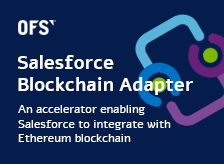 OFS
Salesforce
Blockchain Adapter
An accelerator enabling
Salesforce to integrate with
Ethereum blockchain